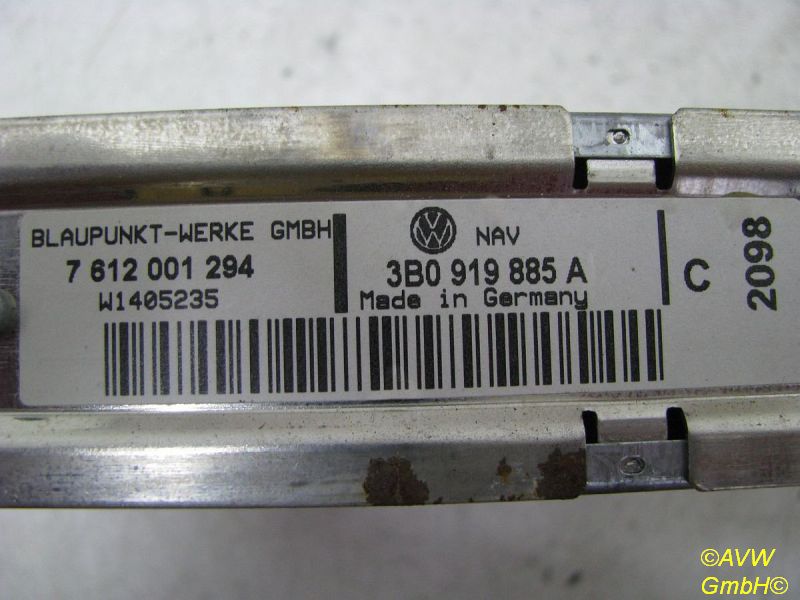 BLAUPUNKT-WERKE GMBH
7 612 001 294
W1405235
NAV
3B0 919 885 A
Made in Germany
C
2098
©AVW
GmbH©